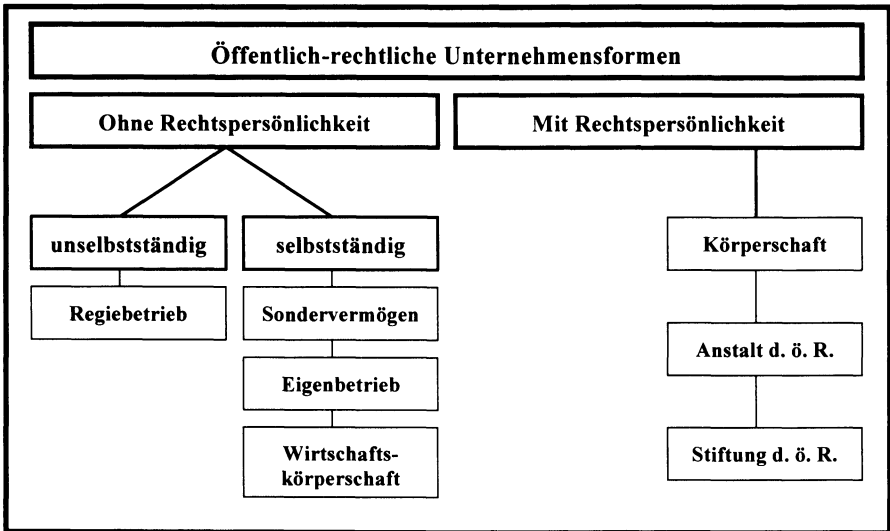 Öffentlich-rechtliche Unternehmensformen
Ohne Rechtspersönlichkeit
Mit Rechtspersönlichkeit
unselbstständig
selbstständig
Körperschaft
Regiebetrieb
Sondervermögen
Anstalt d. ö. R.
Eigenbetrieb
Wirtschafts-
körperschaft
Stiftung d. ö. R.